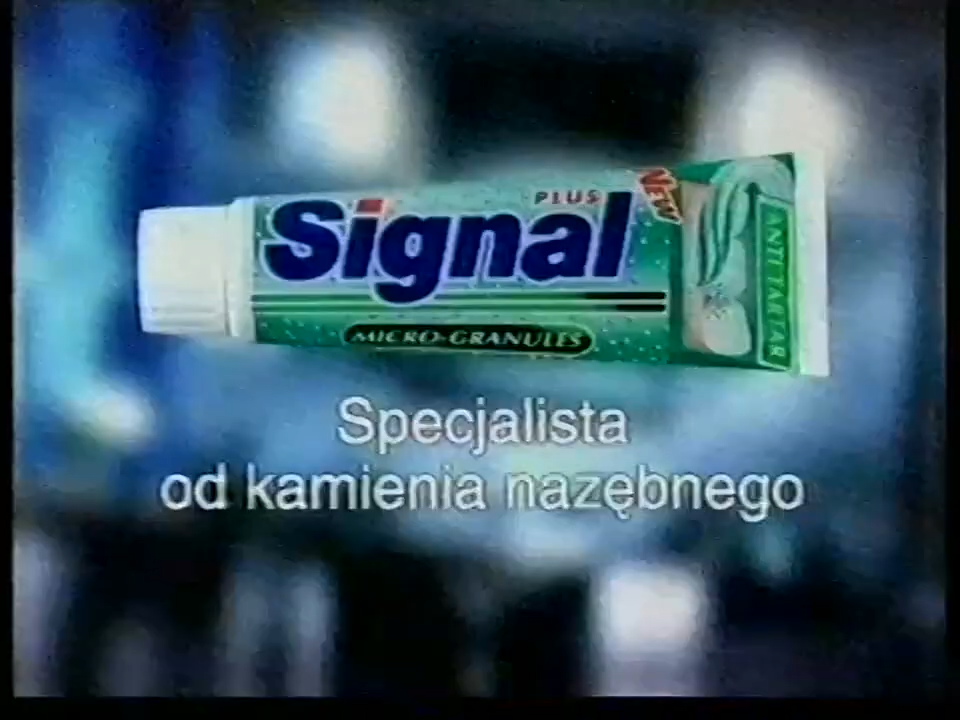 PLUS
NEW
Signal
ANTI TARTAR
MICRO-GRANULES
Specjalista
od kamienia nazębnego